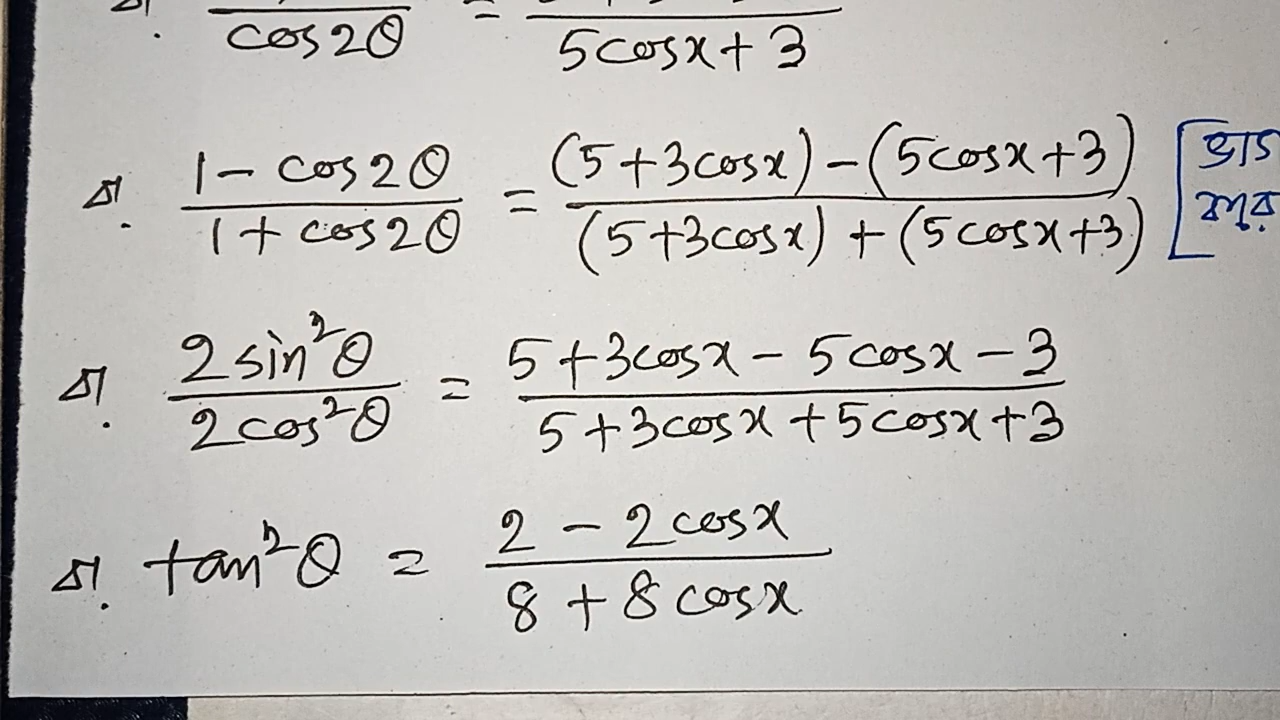 বা. /cos2θ = /5cosx+3
বা. (1 - cos2θ)/(1 + cos2θ) = ((5+3cosx)-(5cosx+3))/((5+3cosx)+(5cosx+3)) [
বা. 2sin²θ/2cos²θ = (5+3cosx-5cosx-3)/(5+3cosx+5cosx+3)
বা. tan²θ = (2-2cosx)/(8+8cosx)